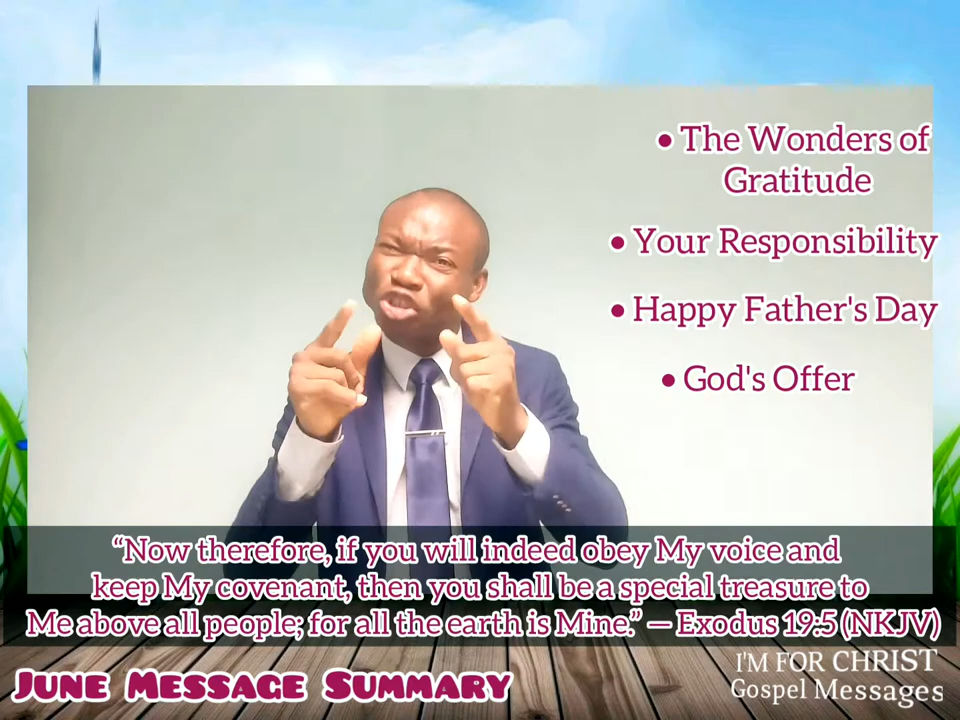 • The Wonders of
Gratitude
• Your Responsibility
• Happy Father's Day
• God's Offer
“Now therefore, if you will indeed obey My voice and
keep My covenant, then you shall be a special treasure to
Me above all people; for all the earth is Mine.” — Exodus 19:5 (NKJV)
June Message Summary
I'M FOR CHRIST
Gospel Messages